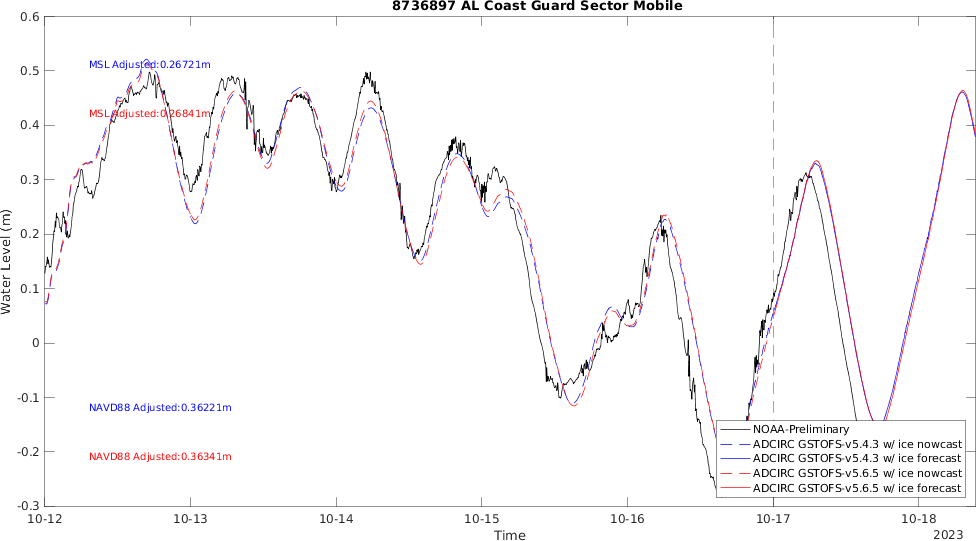 8736897 AL Coast Guard Sector Mobile
0.6
0.5
0.4
0.3
0.2
0.1
0
-0.1
-0.2
-0.3
Water Level (m)
MSL Adjusted:0.26721m
MSL Adjusted:0.26841m
NAVD88 Adjusted:0.36221m
NAVD88 Adjusted:0.36341m
NOAA-Preliminary
ADCIRC GSTOFS-v5.4.3 w/ ice nowcast
ADCIRC GSTOFS-v5.4.3 w/ ice forecast
ADCIRC GSTOFS-v5.6.5 w/ ice nowcast
ADCIRC GSTOFS-v5.6.5 w/ ice forecast
10-12 10-13 10-14 10-15 10-16 10-17 10-18
Time
2023